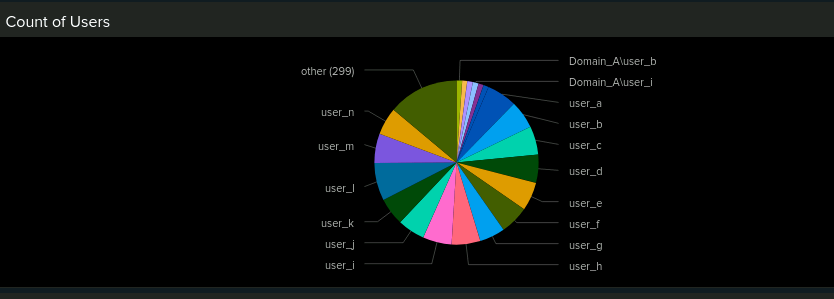 Count of Users
other (299)
user_n
user_m
user_l
user_k
user_j
user_i
Domain_A\user_b
Domain_A\user_i
user_a
user_b
user_c
user_d
user_e
user_f
user_g
user_h